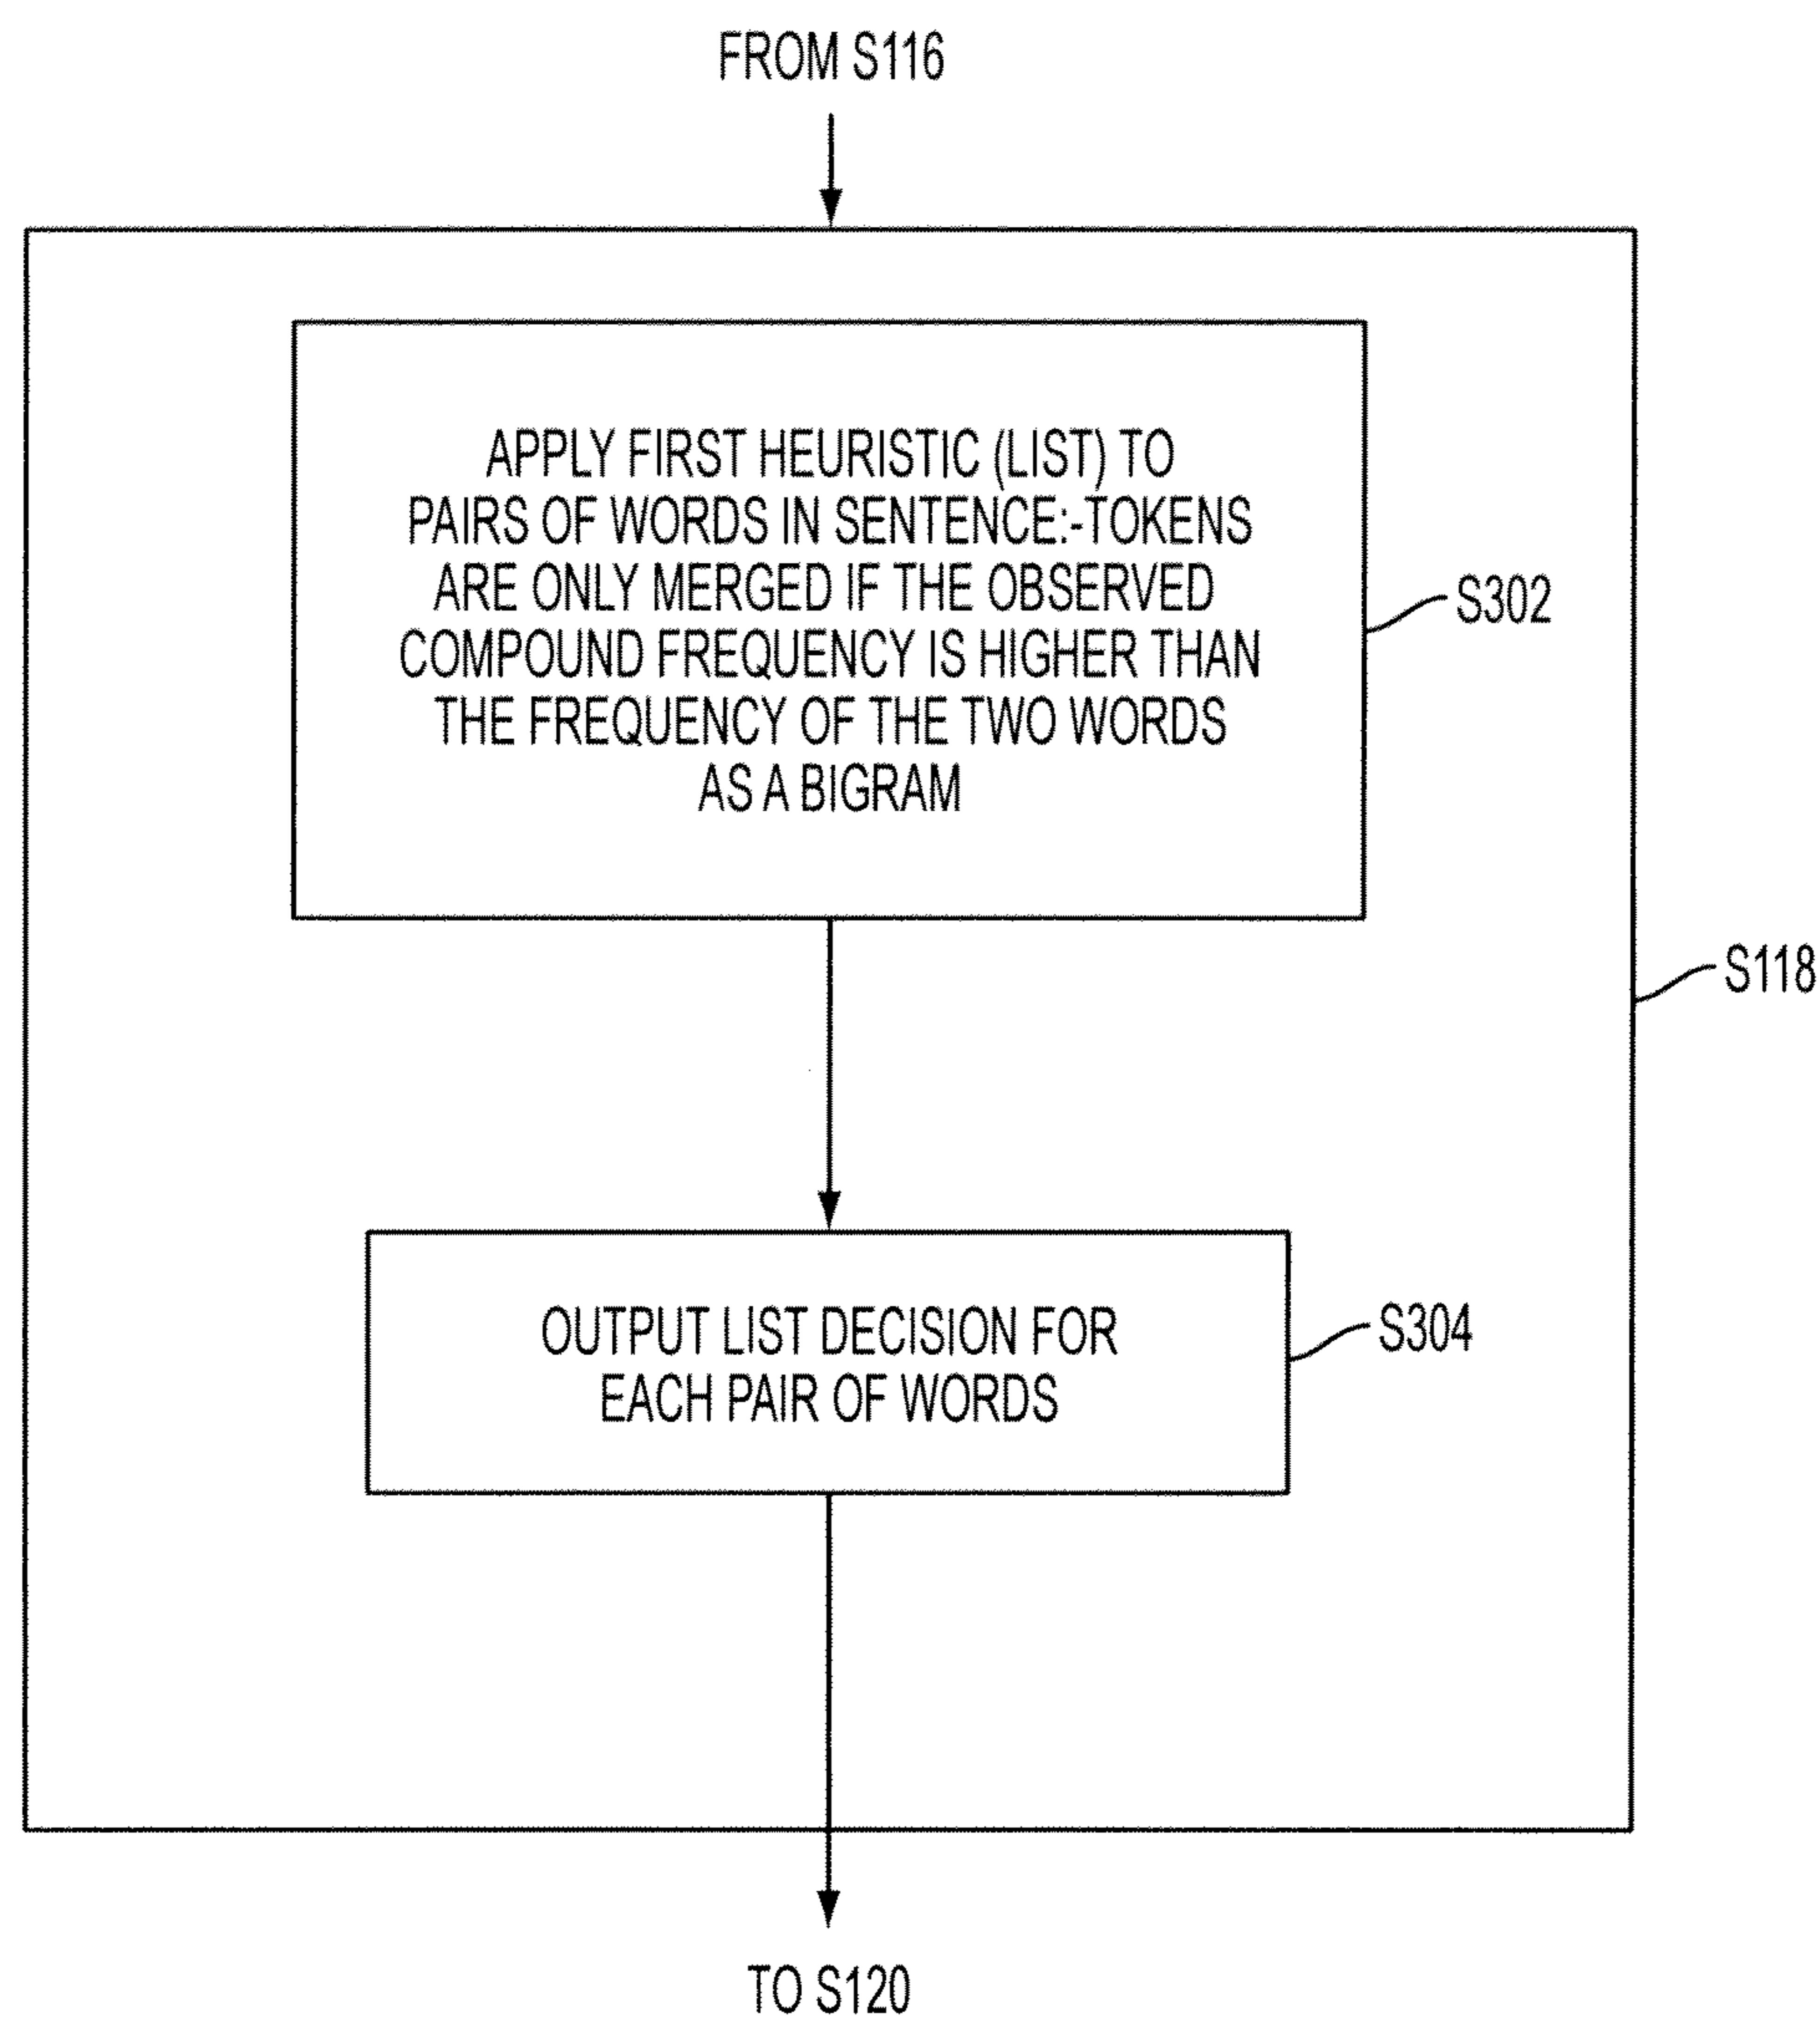 FROM S116
APPLY FIRST HEURISTIC (LIST) TO
PAIRS OF WORDS IN SENTENCE:-TOKENS
ARE ONLY MERGED IF THE OBSERVED
COMPOUND FREQUENCY IS HIGHER THAN
THE FREQUENCY OF THE TWO WORDS
AS A BIGRAM
S302
S118
OUTPUT LIST DECISION FOR
EACH PAIR OF WORDS
S304
TO S120